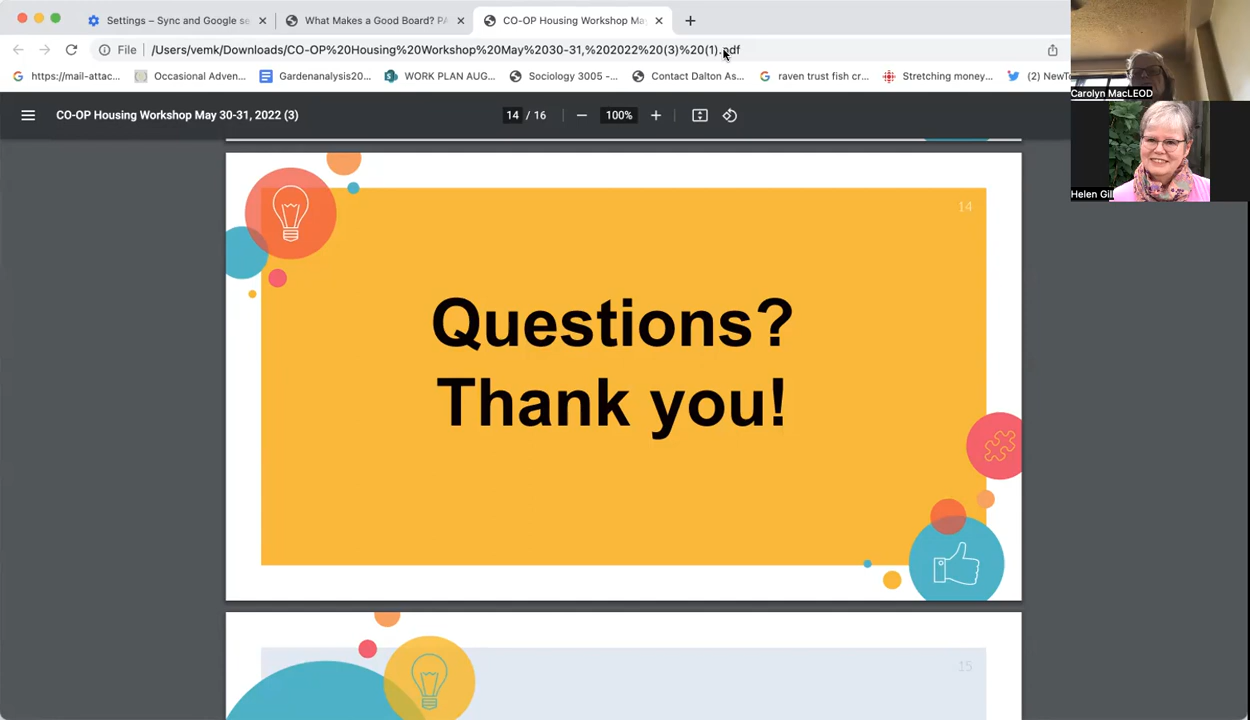 Settings – Sync and Google se
What Makes a Good Board? PA
CO-OP Housing Workshop Ma
File
/Users/vemk/Downloads/CO-OP%20Housing%20Workshop%20May%2030-31,%202022%20(3)%20(1).pdf
https://mail-attac...
Occasional Adven...
Gardenanalysis20...
WORK PLAN AUG...
Sociology 3005 -...
Contact Dalton As...
raven trust fish cr...
Stretching money...
(2) NewTo
Carolyn MacLEOD
Helen Gil
CO-OP Housing Workshop May 30-31, 2022 (3)
14 / 16
100%
14
Questions?
Thank you!
15